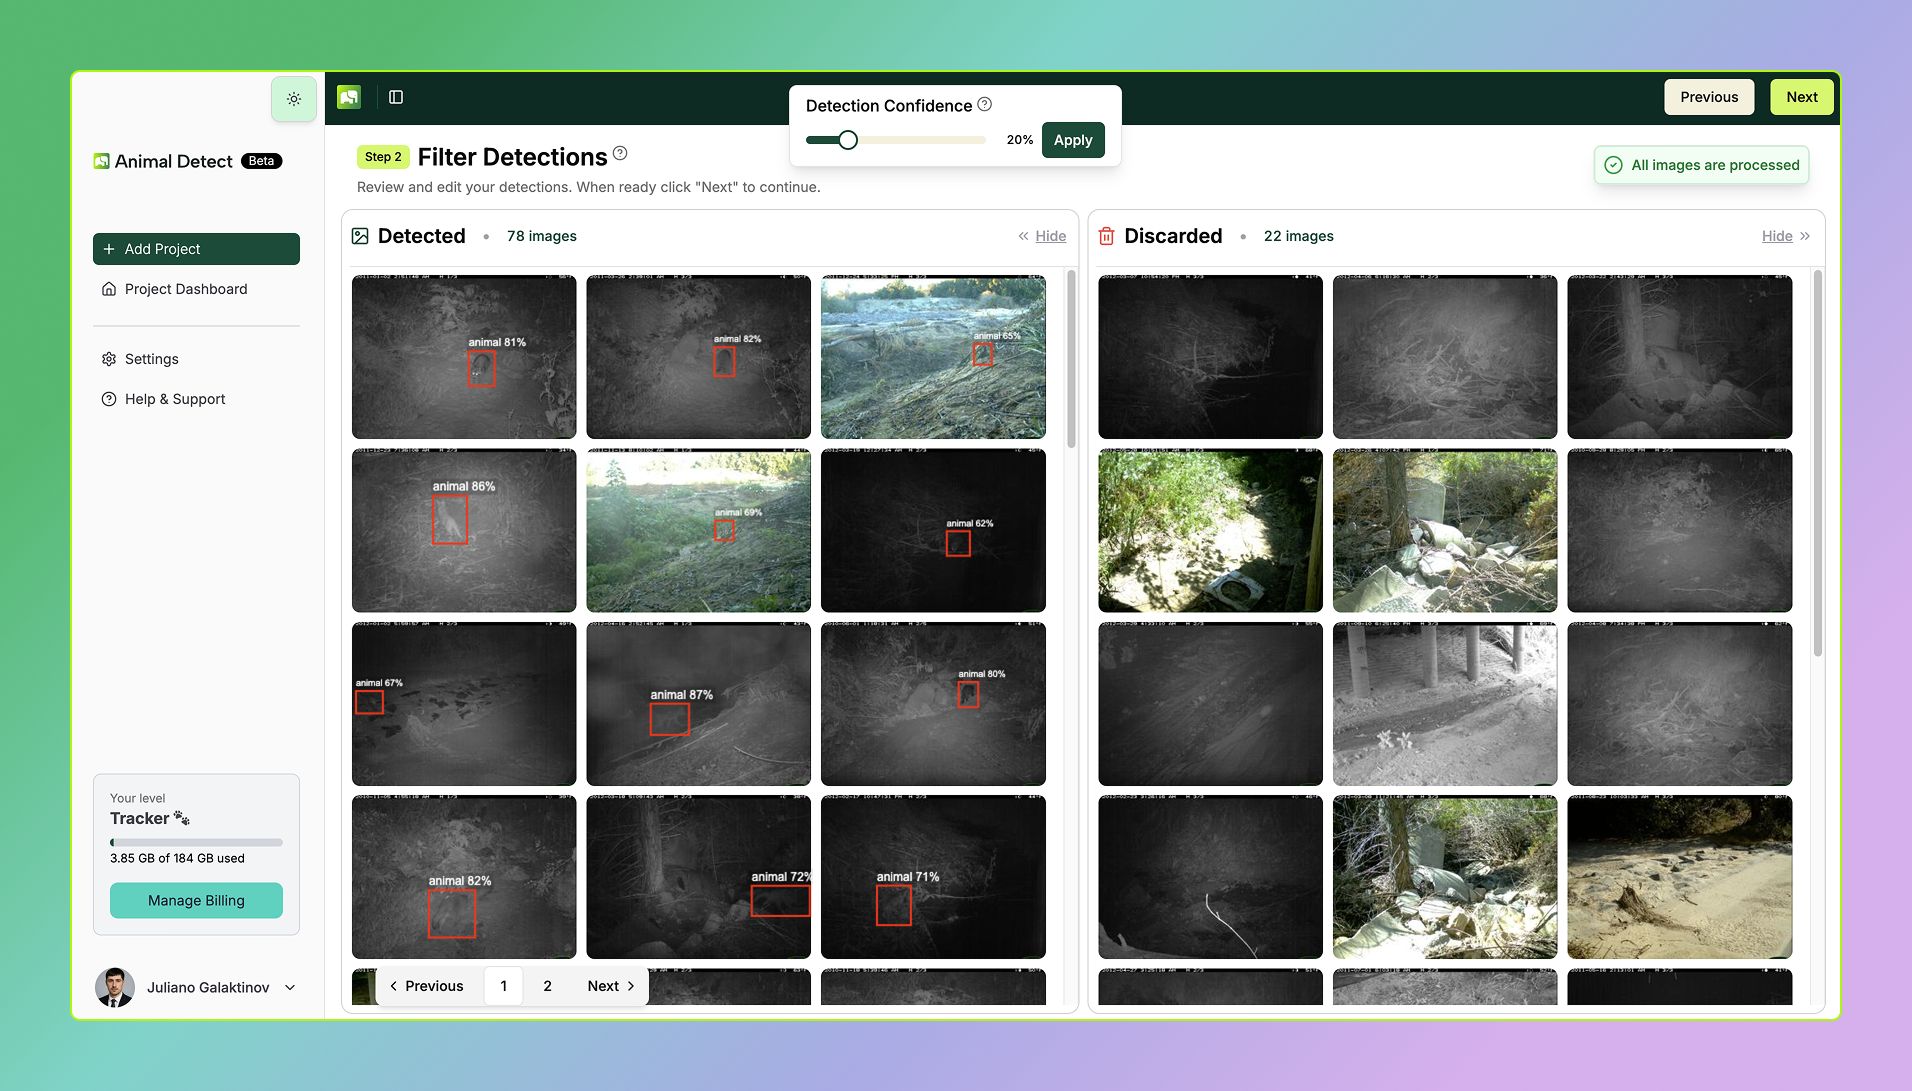 Previous
Next
Detection Confidence
20%
Apply
Animal Detect
Beta
Step 2
Filter Detections
Review and edit your detections. When ready click "Next" to continue.
All images are processed
Add Project
Project Dashboard
Settings
Help & Support
Detected
78 images
Hide
Discarded
22 images
Hide
animal 81%
animal 82%
animal 65%
animal 86%
animal 69%
animal 62%
animal 67%
animal 87%
animal 80%
animal 82%
animal 72%
animal 71%
Previous
1
2
Next
Your level
Tracker
3.85 GB of 184 GB used
Manage Billing
Juliano Galaktinov